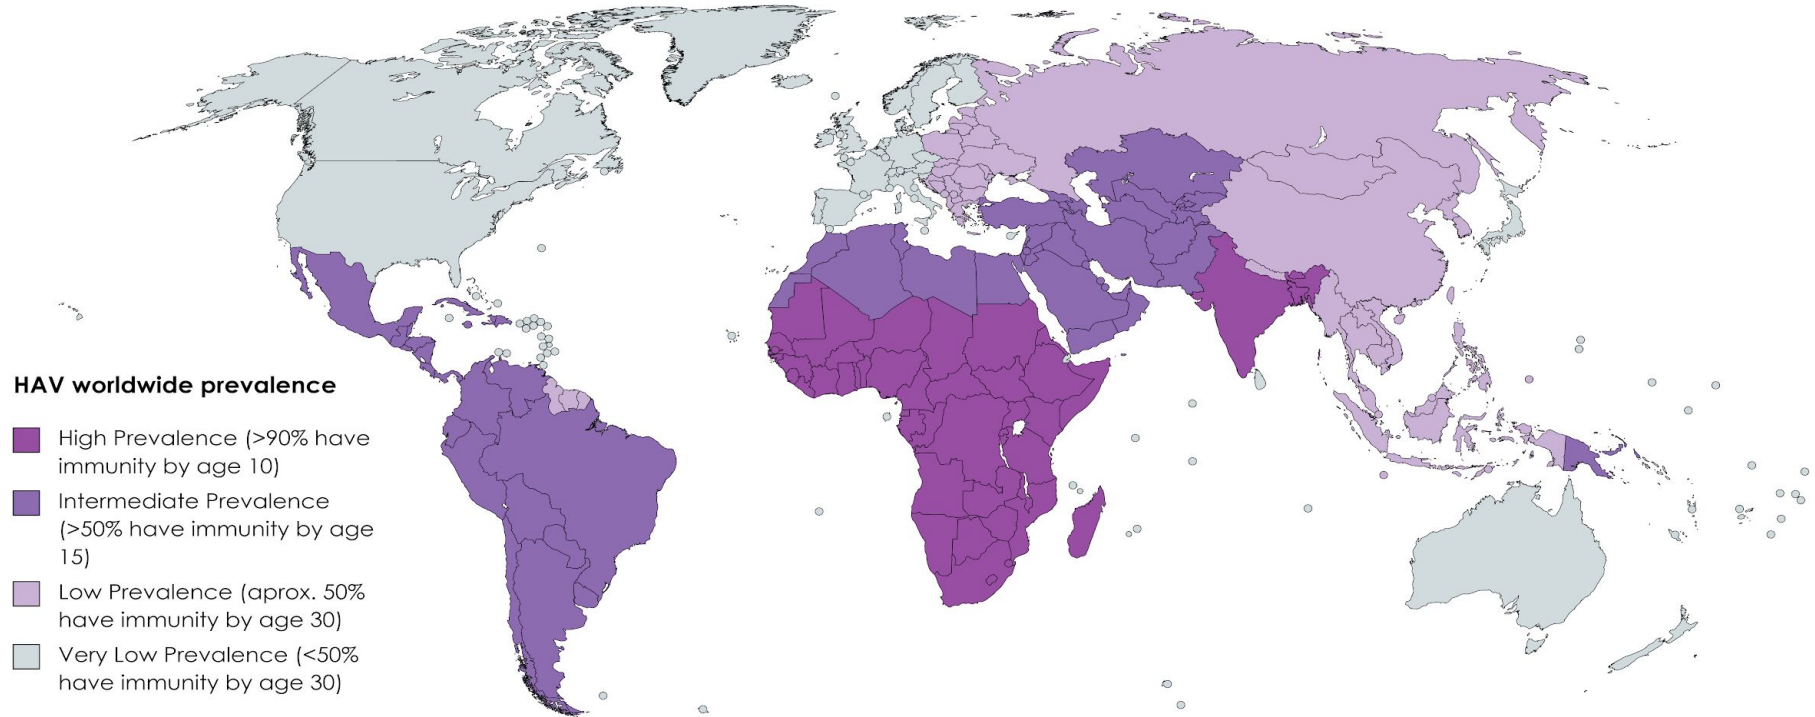 HAV worldwide prevalence
High Prevalence (>90% have
immunity by age 10)
Intermediate Prevalence
(>50% have immunity by age
15)
Low Prevalence (aprox. 50%
have immunity by age 30)
Very Low Prevalence (<50%
have immunity by age 30)